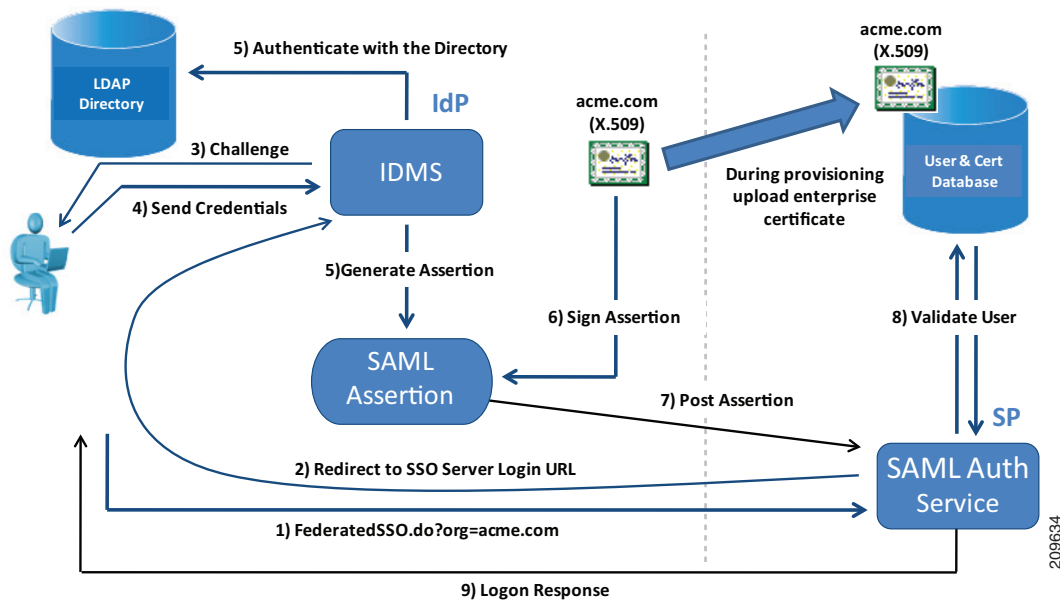 5) Authenticate with the Directory
LDAP
Directory
IdP
acme.com
(X.509)
acme.com
(X.509)
3) Challenge
IDMS
4) Send Credentials
During provisioning
upload enterprise
certificate
User & Cert
Database
5)Generate Assertion
6) Sign Assertion
8) Validate User
SAML
Assertion
7) Post Assertion
SP
2) Redirect to SSO Server Login URL
SAML Auth
Service
1) FederatedSSO.do?org=acme.com
9) Logon Response
209634